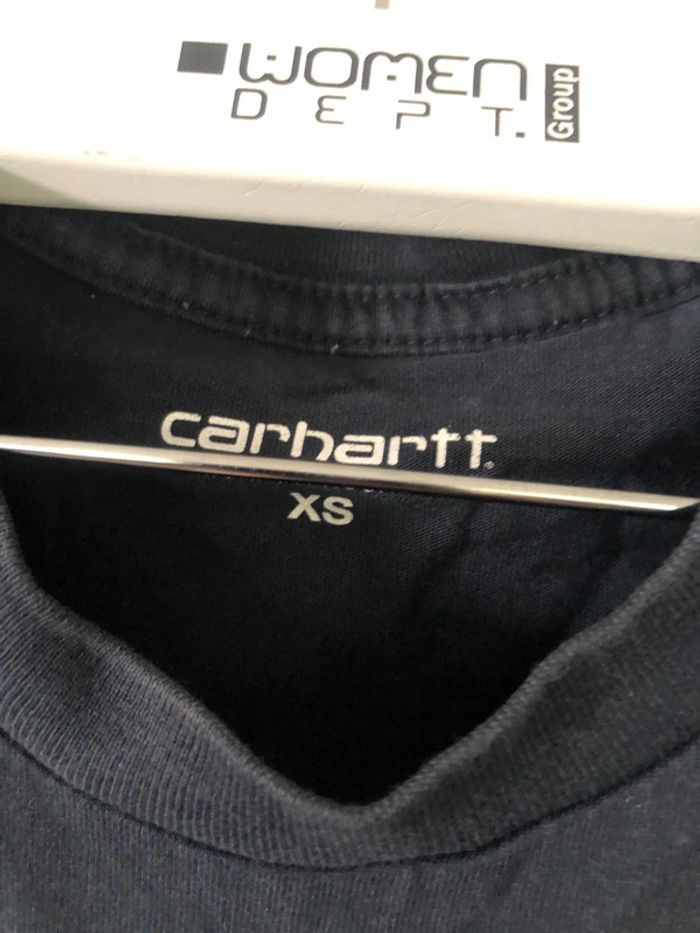 WOMEN
DEPT. Group
carhartt
XS